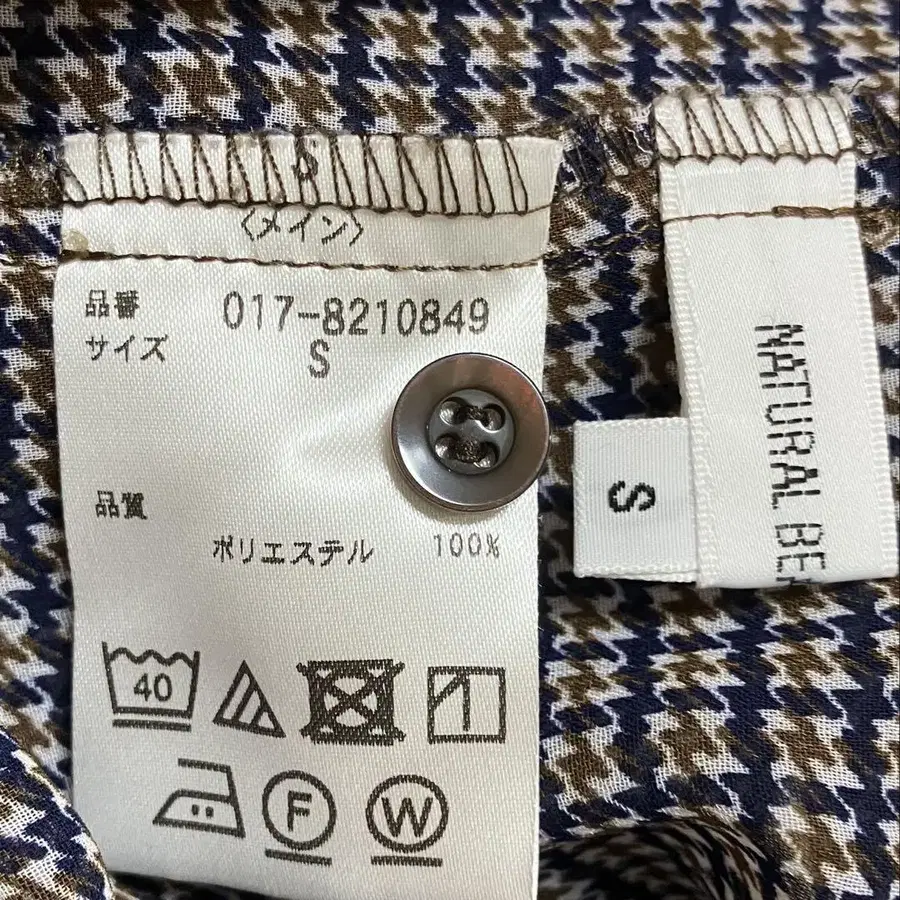 S
〈メイン〉
品番 017-8210849
サイズ S
品質
ポリエステル 100%
40
F W
S
NATURAL